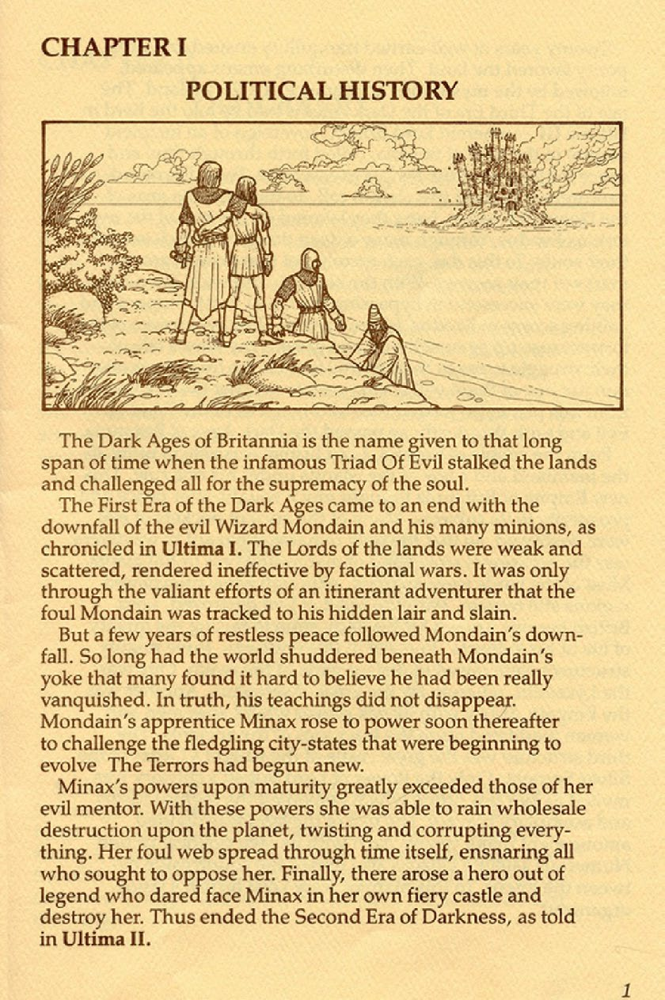 CHAPTER I
POLITICAL HISTORY
The Dark Ages of Britannia is the name given to that long
span of time when the infamous Triad Of Evil stalked the lands
and challenged all for the supremacy of the soul.
The First Era of the Dark Ages came to an end with the
downfall of the evil Wizard Mondain and his many minions, as
chronicled in Ultima I. The Lords of the lands were weak and
scattered, rendered ineffective by factional wars. It was only
through the valiant efforts of an itinerant adventurer that the
foul Mondain was tracked to his hidden lair and slain.
But a few years of restless peace followed Mondain's down-
fall. So long had the world shuddered beneath Mondain's
yoke that many found it hard to believe he had been really
vanquished. In truth, his teachings did not disappear.
Mondain's apprentice Minax rose to power soon thereafter
to challenge the fledgling city-states that were beginning to
evolve  The Terrors had begun anew.
Minax's powers upon maturity greatly exceeded those of her
evil mentor. With these powers she was able to rain wholesale
destruction upon the planet, twisting and corrupting every-
thing. Her foul web spread through time itself, ensnaring all
who sought to oppose her. Finally, there arose a hero out of
legend who dared face Minax in her own fiery castle and
destroy her. Thus ended the Second Era of Darkness, as told
in Ultima II.
1